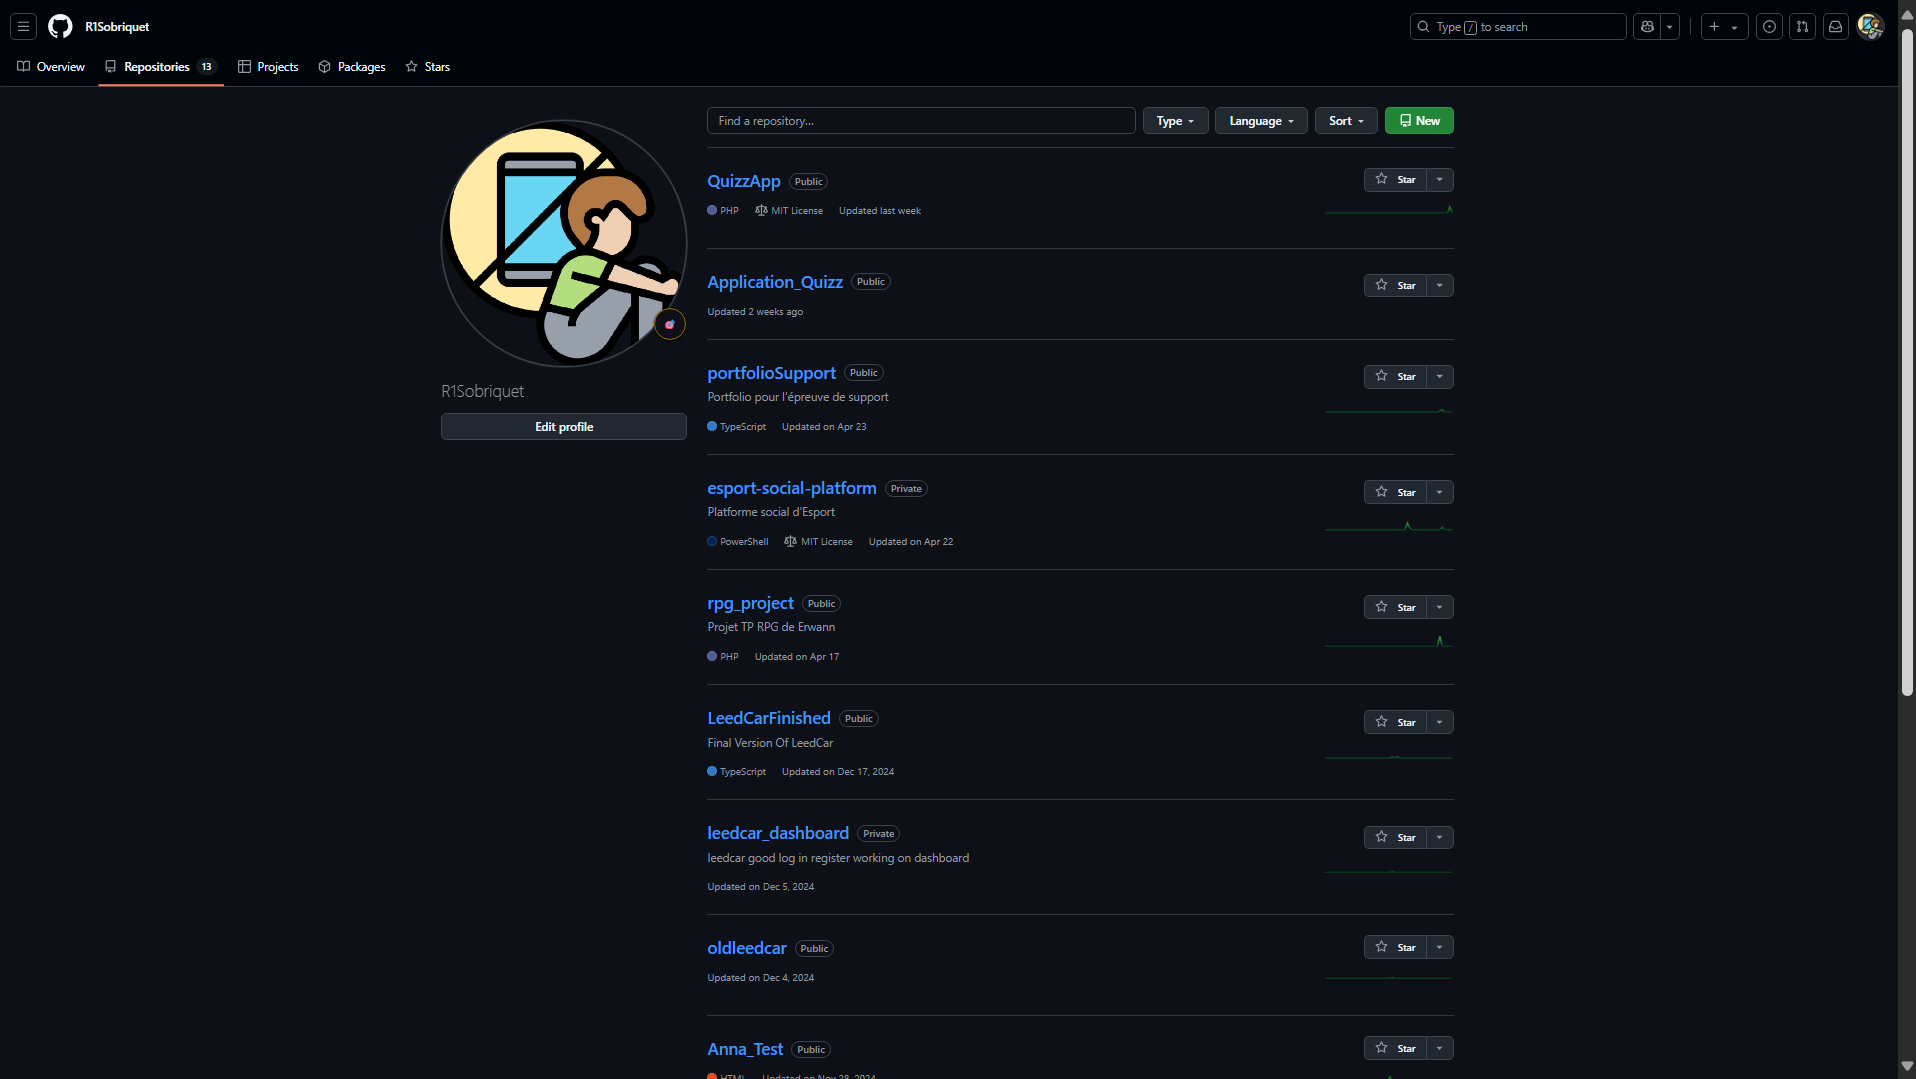 R1Sobriquet
Type / to search
Overview
Repositories 13
Projects
Packages
Stars
Find a repository...
Type
Language
Sort
New
R1Sobriquet
Edit profile
QuizzApp Public
Star
PHP MIT License Updated last week
Application_Quizz Public
Star
Updated 2 weeks ago
portfolioSupport Public
Star
Portfolio pour l'épreuve de support
TypeScript Updated on Apr 23
esport-social-platform Private
Star
Platforme social d'Esport
PowerShell MIT License Updated on Apr 22
rpg_project Public
Star
Projet TP RPG de Erwann
PHP Updated on Apr 17
LeedCarFinished Public
Star
Final Version Of LeedCar
TypeScript Updated on Dec 17, 2024
leedcar_dashboard Private
Star
leedcar good log in register working on dashboard
Updated on Dec 5, 2024
oldleedcar Public
Star
Updated on Dec 4, 2024
Anna_Test Public
Star
HTML Updated on Nov 28, 2024